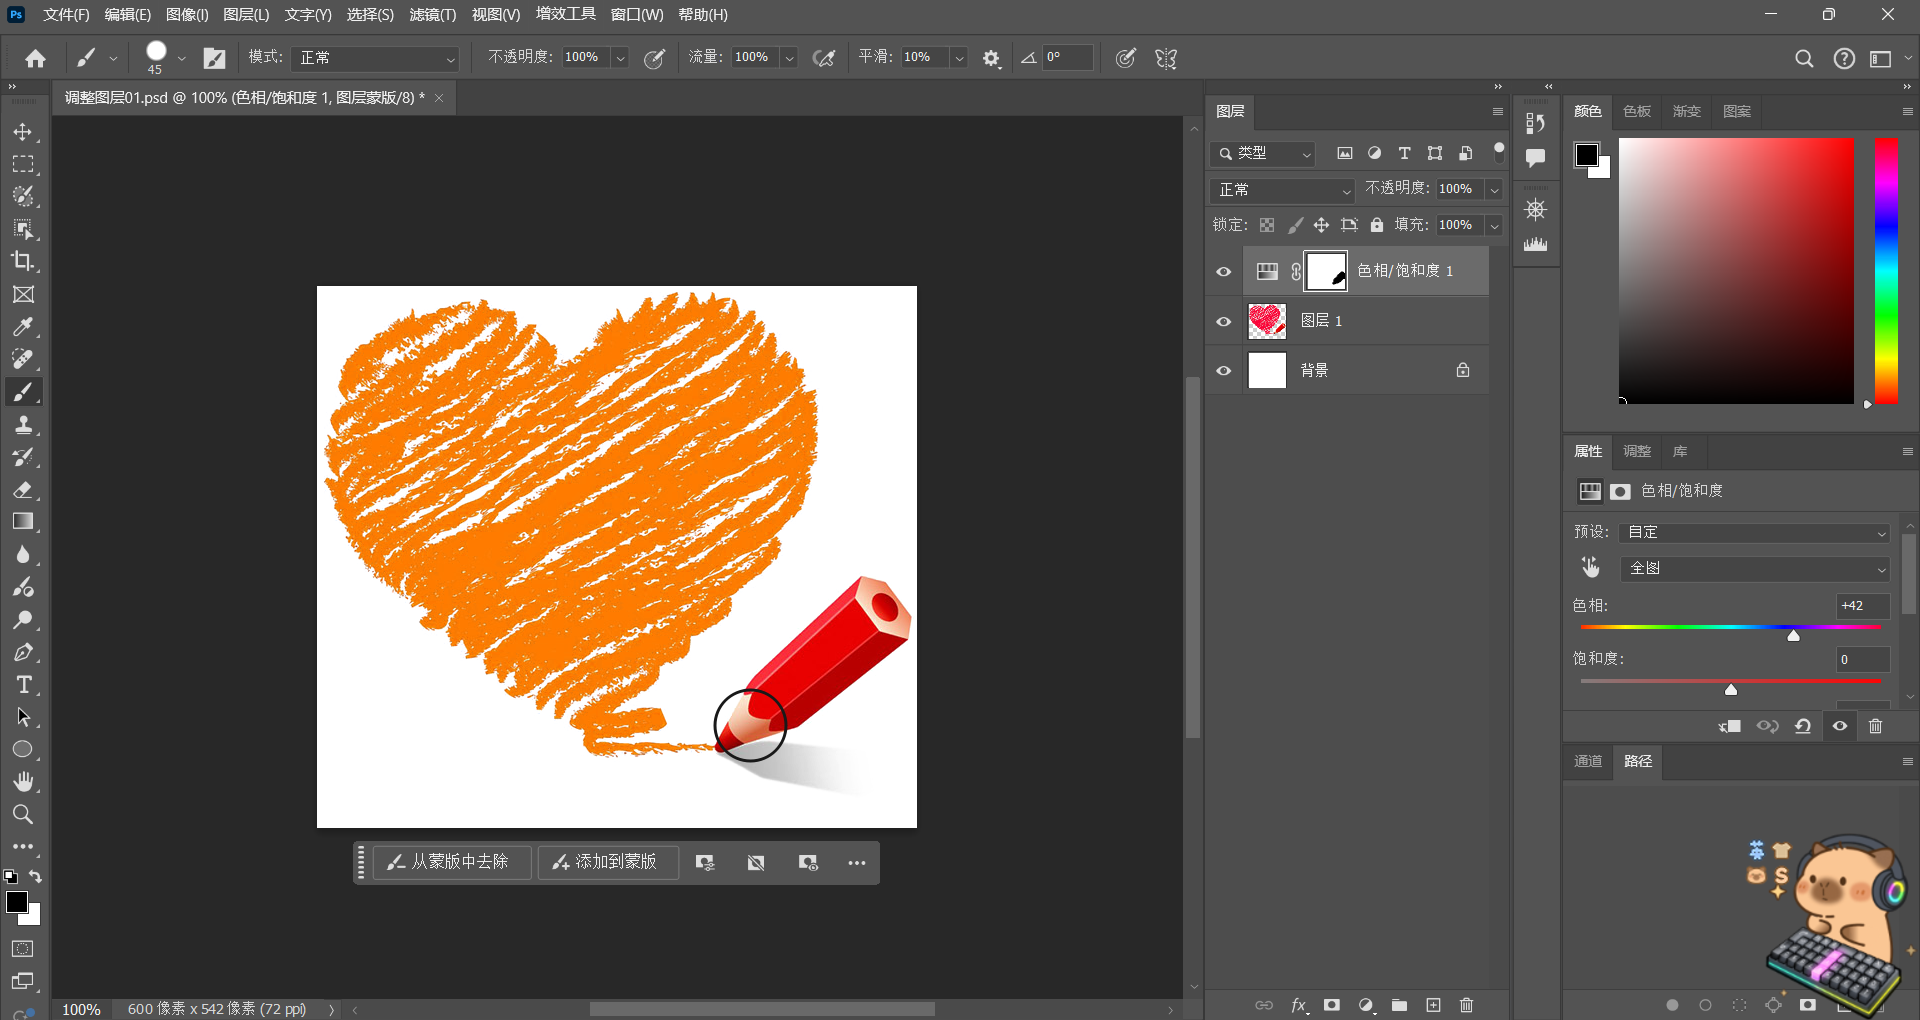 Ps 文件(F) 编辑(E) 图像(I) 图层(L) 文字(Y) 选择(S) 滤镜(T) 视图(V) 增效工具 窗口(W) 帮助(H)
45 模式: 正常 不透明度: 100% 流量: 100% 平滑: 10% 0°
调整图层01.psd @ 100% (色相/饱和度 1, 图层蒙版/8) *
图层
类型
正常 不透明度: 100%
锁定: 填充: 100%
色相/饱和度 1
图层 1
背景
颜色 色板 渐变 图案
属性 调整 库
色相/饱和度
预设: 自定
全图
色相: +42
饱和度: 0
通道 路径
英
S
从蒙版中去除 添加到蒙版
100% 600 像素 x 542 像素 (72 ppi)
fx